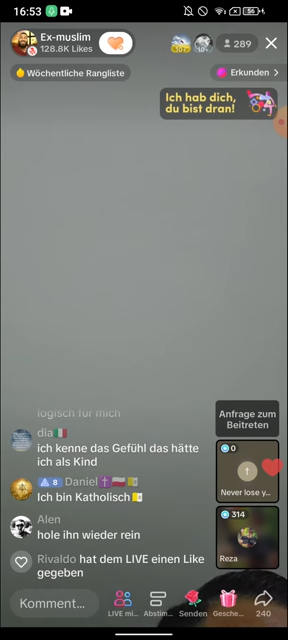 16:53
56
Ex-muslim
128.8K Likes
289
Wöchentliche Rangliste
Erkunden >
Ich hab dich,
du bist dran!
logisch für mich
dia
ich kenne das Gefühl das hätte
ich als Kind
8 Daniel
Ich bin Katholisch
Alen
hole ihn wieder rein
Rivaldo hat dem LIVE einen Like
gegeben
Anfrage zum
Beitreten
0
Never lose y...
314
Reza
Komment...
LIVE mi...
Abstim...
Senden
Gesche...
240